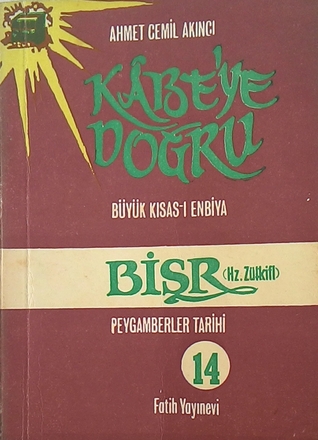 AHMET CEMİL AKINCI
KÂBE'YE
DOĞRU
BÜYÜK KISAS-I ENBİYA
BİŞR (Hz. Zülkifl)
PEYGAMBERLER TARİHİ
14
Fatih Yayınevi